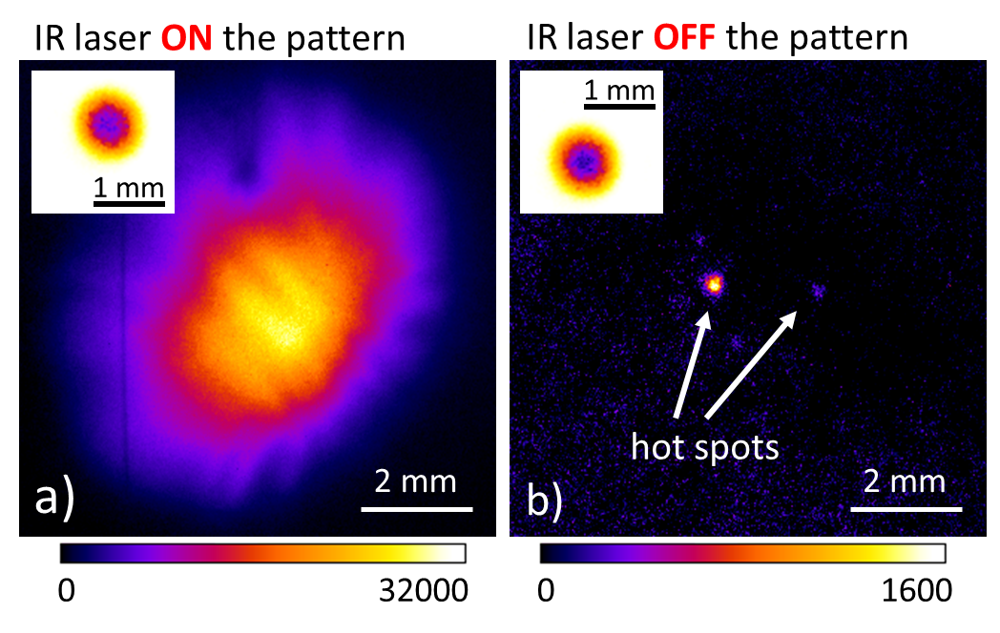 IR laser ON the pattern
1 mm
a)
2 mm
0
32000
IR laser OFF the pattern
1 mm
hot spots
b)
2 mm
0
1600